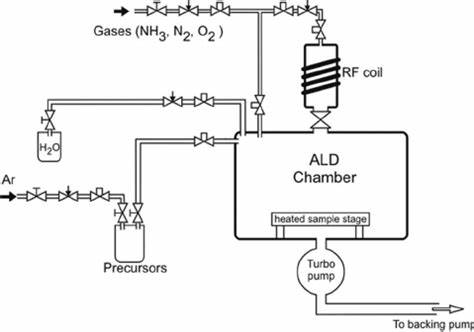 Gases (NH3, N2, O2 )
RF coil
H2O
ALD
Chamber
Ar
heated sample stage
Precursors
Turbo
pump
To backing pump